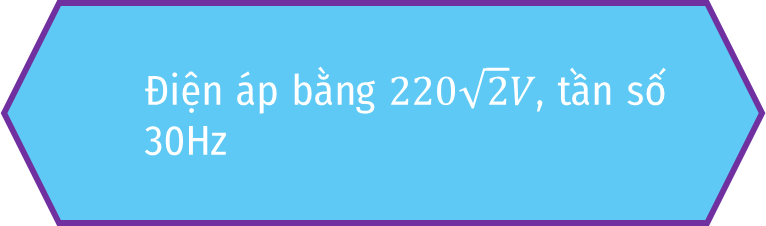 Điện áp bằng 220√2V, tần số
30Hz